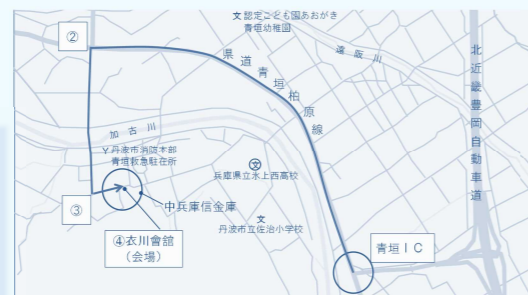 文認定こども園あおがき
青垣幼稚園
②
遠阪川
県道青垣柏原線
北近畿豊岡自動車道
加古川
Y丹波市消防本部
青垣救急駐在所
文
兵庫県立氷上西高校
③
中兵庫信金庫
文
丹波市立佐治小学校
④衣川會館
(会場)
青垣IC